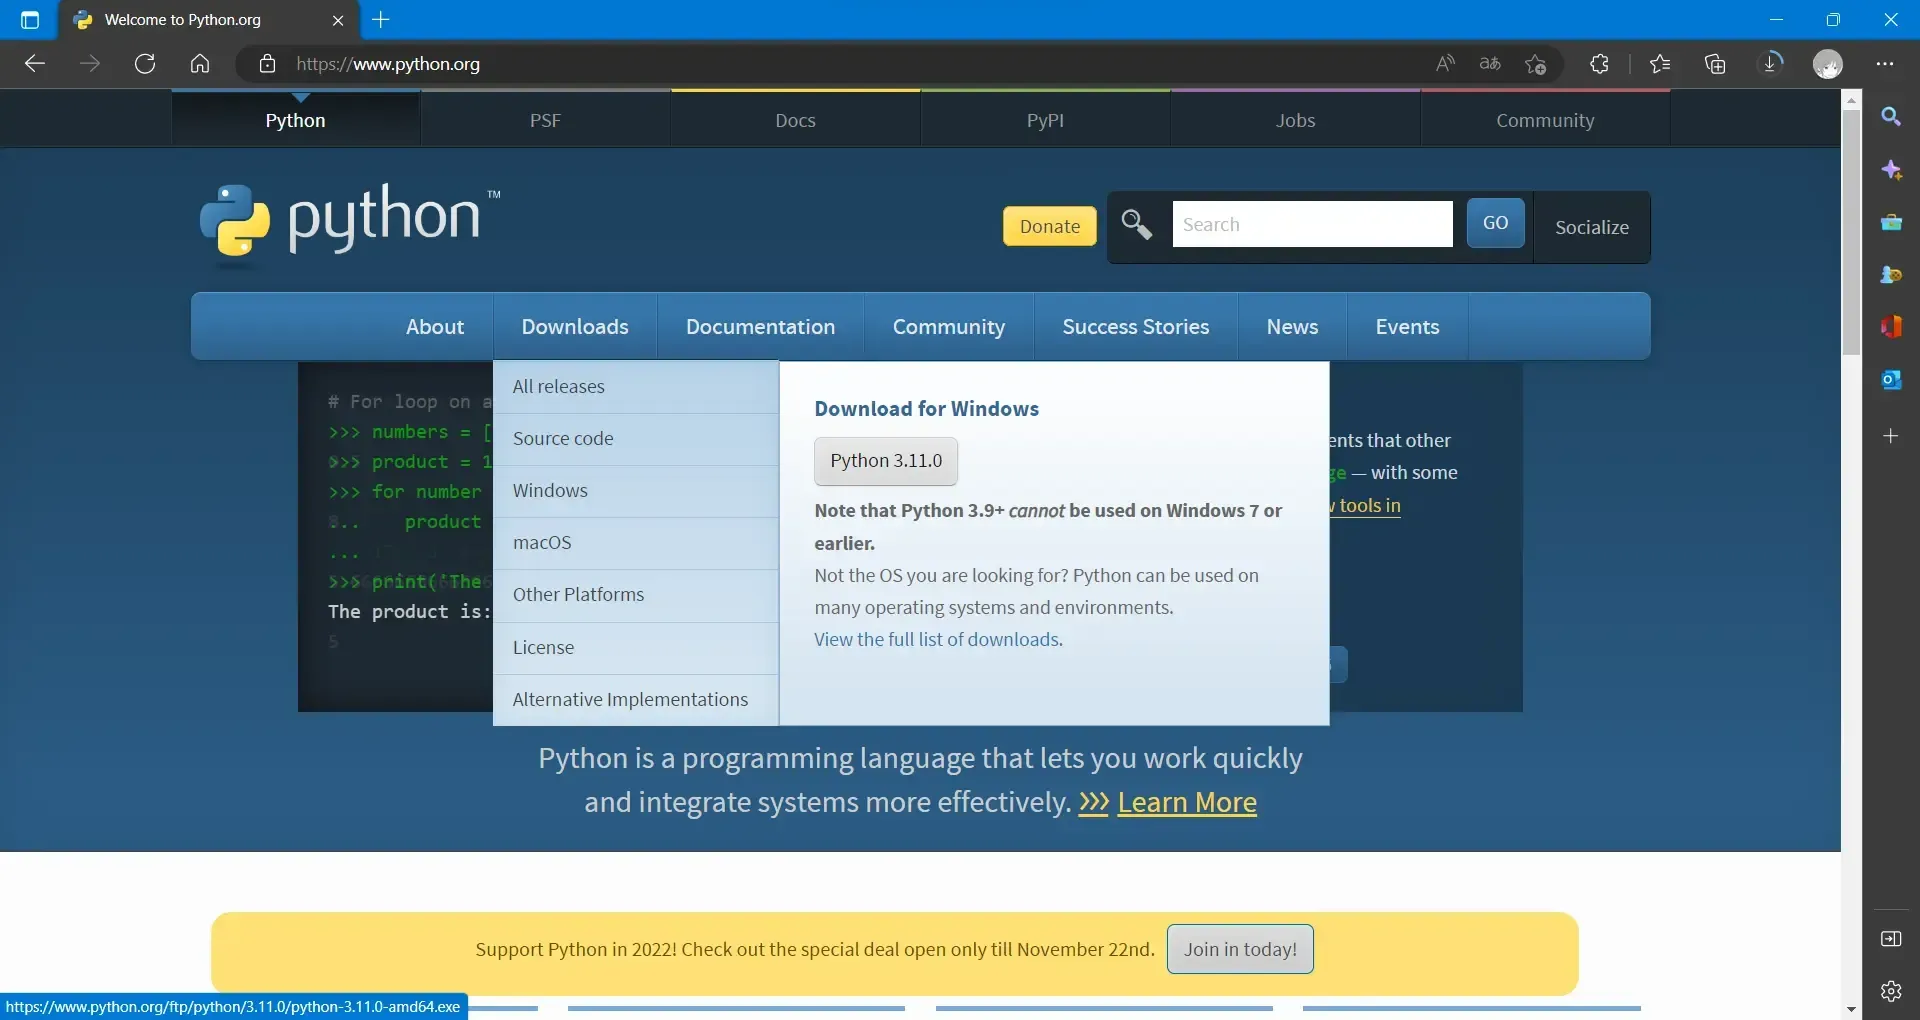 Welcome to Python.org
https://www.python.org
Python
PSF
Docs
PyPI
Jobs
Community
python™
Donate
Search
GO
Socialize
About
Downloads
Documentation
Community
Success Stories
News
Events
# For loop on a
>>> numbers = [
>>> product = 1
>>> for number
... product
...
>>> print('The
The product is:
All releases
Source code
Windows
macOS
Other Platforms
License
Alternative Implementations
Download for Windows
Python 3.11.0
Note that Python 3.9+ cannot be used on Windows 7 or
earlier.
Not the OS you are looking for? Python can be used on
many operating systems and environments.
View the full list of downloads.
ents that other
ge — with some
tools in
Python is a programming language that lets you work quickly
and integrate systems more effectively. >>> Learn More
Support Python in 2022! Check out the special deal open only till November 22nd.
Join in today!
https://www.python.org/ftp/python/3.11.0/python-3.11.0-amd64.exe